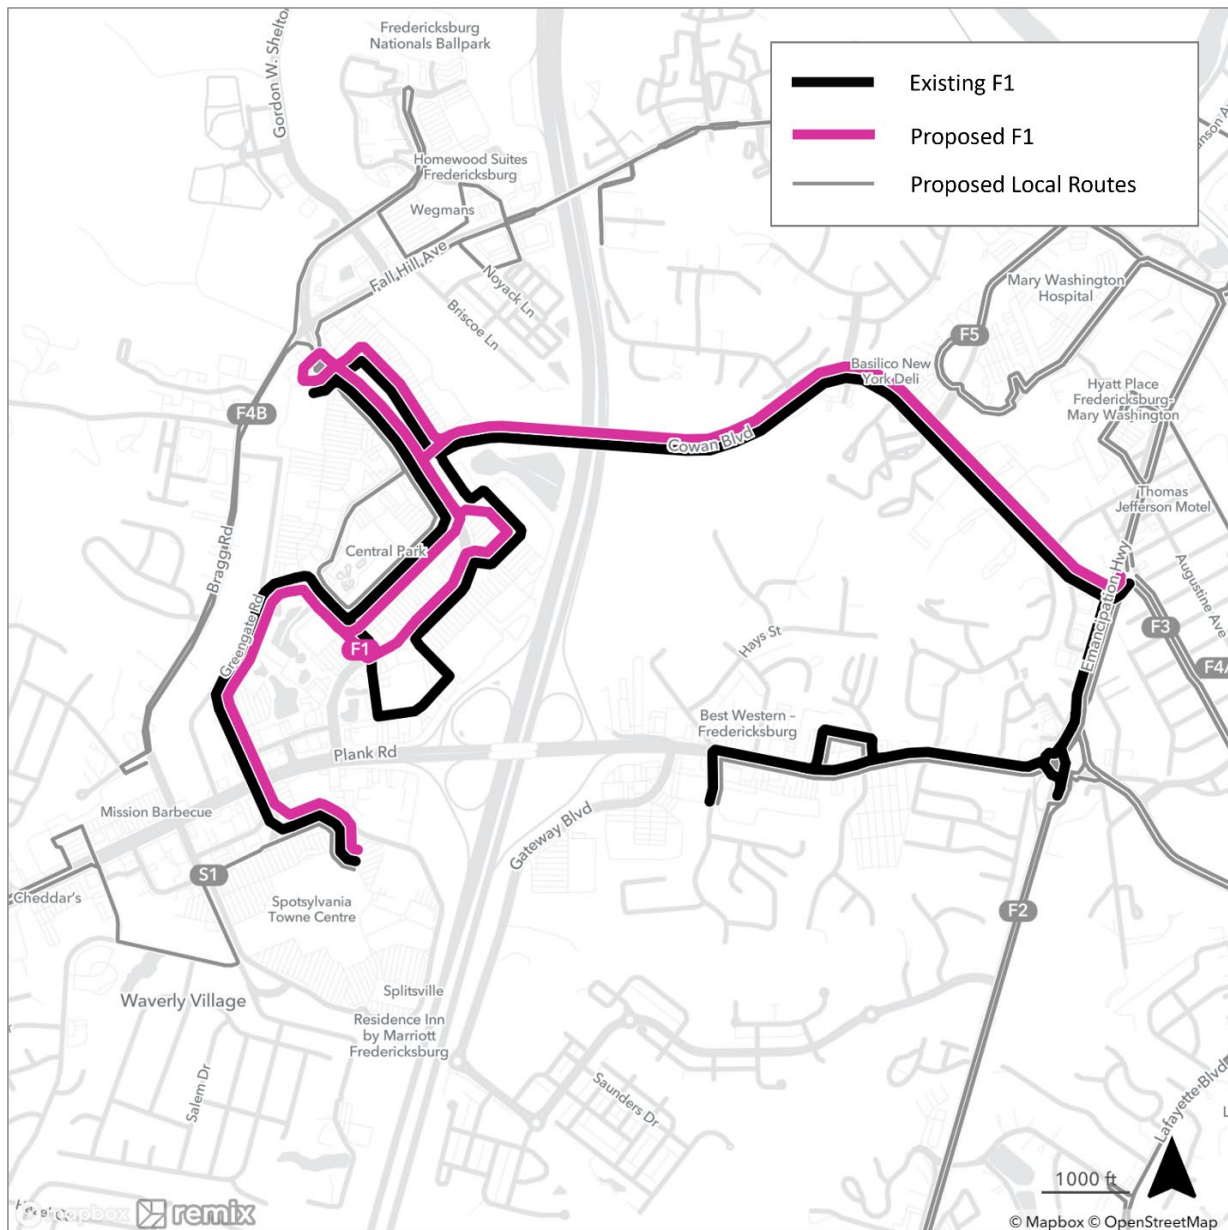 Fredericksburg
Nationals Ballpark
Gordon W. Shelton
Existing F1
Proposed F1
Proposed Local Routes
Homewood Suites
Fredericksburg
Wegmans
Fall Hill Ave
Noyack Ln
Briscoe Ln
Mary Washington
Hospital
F5
Basilico New
York Deli
Hyatt Place
Fredericksburg-
Mary Washington
F4B
Cowan Blvd
Thomas
Jefferson Motel
Central Park
Bragg Rd
Augustine Ave
Emancipation Hwy
Greengate Rd
F1
Hays St
F3
F4A
Best Western –
Fredericksburg
Plank Rd
Mission Barbecue
Gateway Blvd
S1
Cheddar's
Spotsylvania
Towne Centre
F2
Waverly Village
Splitsville
Residence Inn
by Marriott
Fredericksburg
Salem Dr
Saunders Dr
Lafayette Blvd
1000 ft
mapbox
remix
© Mapbox © OpenStreetMap